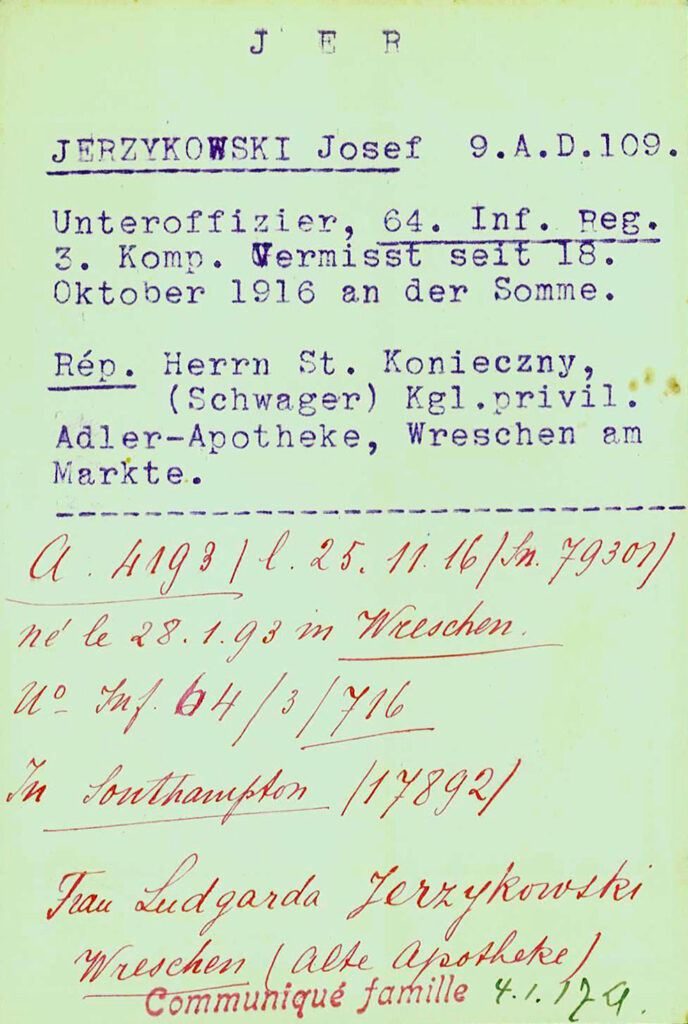 J E R
JERZYKOWSKI Josef 9.A.D.109.
Unteroffizier, 64. Inf. Reg.
3. Komp. Vermisst seit 18.
Oktober 1916 an der Somme.
Rép. Herrn St. Konieczny,
(Schwager) Kgl.privil.
Adler-Apotheke, Wreschen am
Markte.
A. 4193/ l. 25.11.16 (Sn. 79301)
né le 28.1.93 in Wreschen.
Uo Inf. 64/3/716
In Southampton /17892/
Frau Ludgarda Jerzykowski
Wreschen (Alte Apotheke)
Communiqué famille 4.1.17